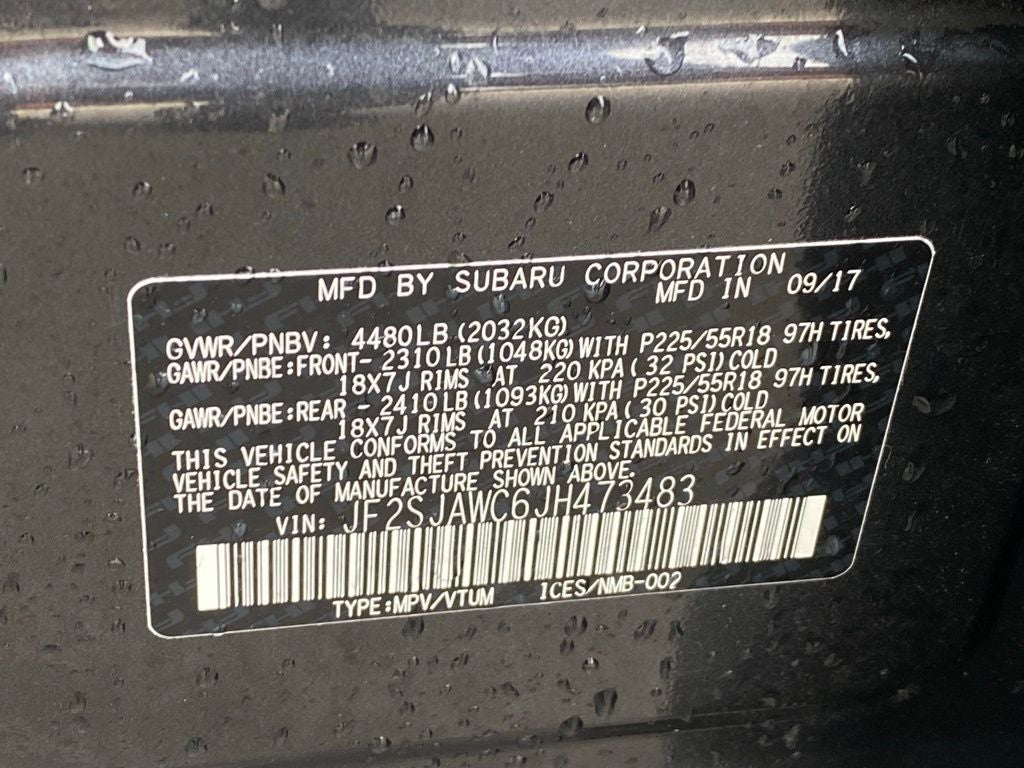 MFD BY SUBARU CORPORATION
MFD IN 09/17
GVWR/PNBV: 4480LB(2032KG)
GAWR/PNBE:FRONT- 2310LB(1048KG)WITH P225/55R18 97H TIRES,
18X7J RIMS AT 220 KPA( 32 PSI)COLD
GAWR/PNBE:REAR - 2410LB(1093KG)WITH P225/55R18 97H TIRES,
18X7J RIMS AT 210 KPA( 30 PSI)COLD
THIS VEHICLE CONFORMS TO ALL APPLICABLE FEDERAL MOTOR
VEHICLE SAFETY AND THEFT PREVENTION STANDARDS IN EFFECT ON
THE DATE OF MANUFACTURE SHOWN ABOVE.
VIN: JF2SJAWC6JH473483
TYPE:MPV/VTUM ICES/NMB-002